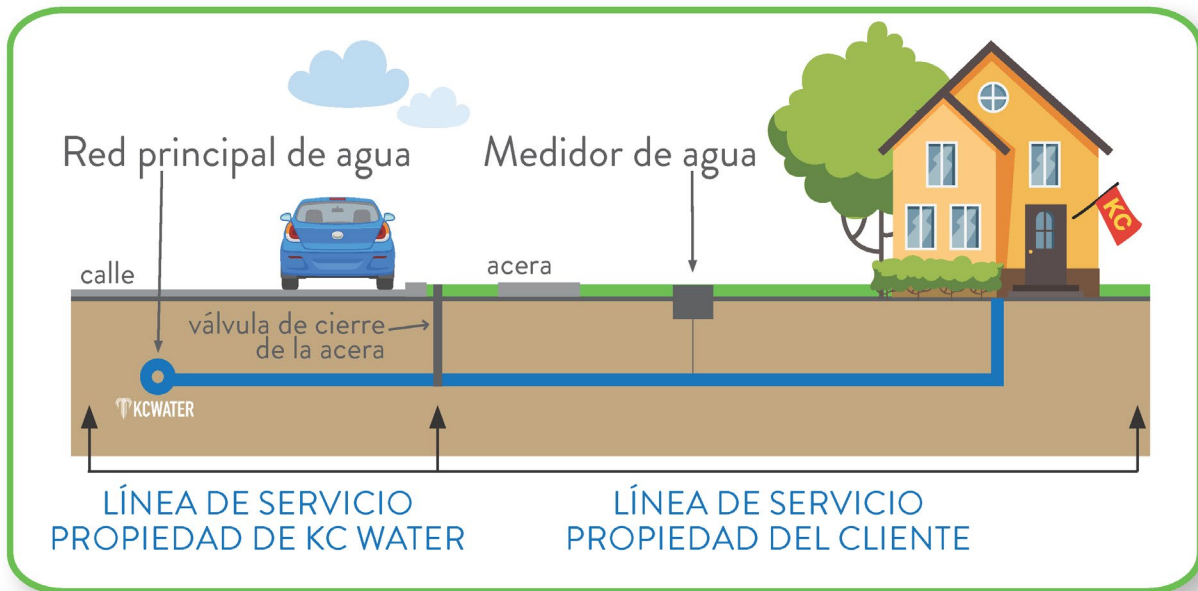 Red principal de agua
Medidor de agua
KC
calle
acera
válvula de cierre
de la acera
KCWATER
LÍNEA DE SERVICIO
PROPIEDAD DE KC WATER
LÍNEA DE SERVICIO
PROPIEDAD DEL CLIENTE